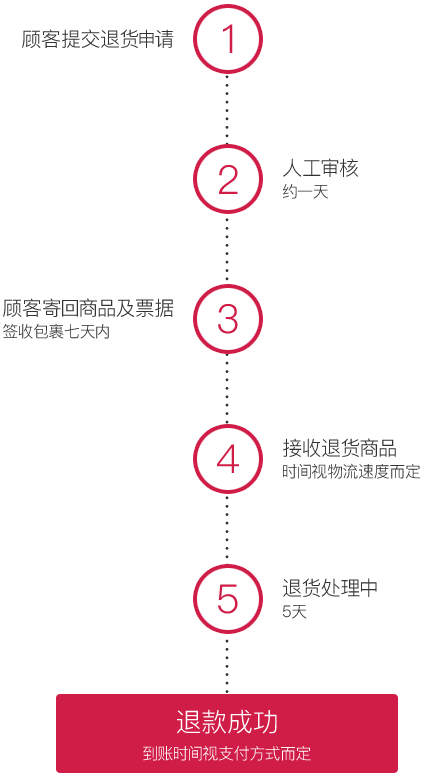 顾客提交退货申请
1
2
人工审核
约一天
顾客寄回商品及票据
签收包裹七天内
3
4
接收退货商品
时间视物流速度而定
5
退货处理中
5天
退款成功
到账时间视支付方式而定